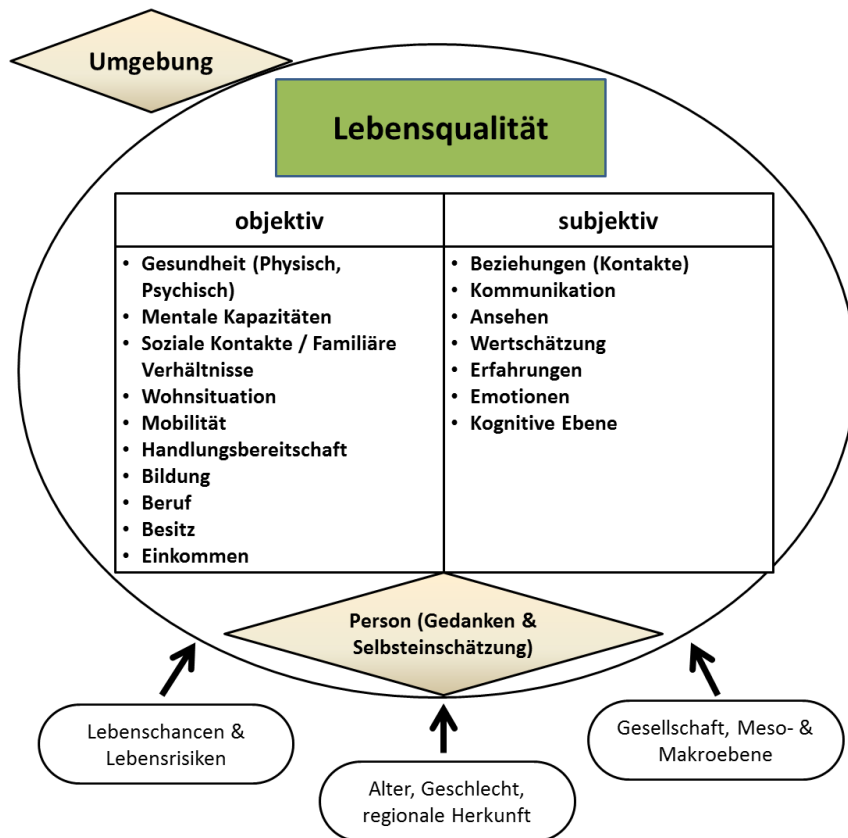 Umgebung
Lebensqualität
objektiv
subjektiv
• Gesundheit (Physisch,
Psychisch)
• Mentale Kapazitäten
• Soziale Kontakte / Familiäre
Verhältnisse
• Wohnsituation
• Mobilität
• Handlungsbereitschaft
• Bildung
• Beruf
• Besitz
• Einkommen
• Beziehungen (Kontakte)
• Kommunikation
• Ansehen
• Wertschätzung
• Erfahrungen
• Emotionen
• Kognitive Ebene
Person (Gedanken &
Selbsteinschätzung)
Lebenschancen &
Lebensrisiken
Alter, Geschlecht,
regionale Herkunft
Gesellschaft, Meso- &
Makroebene